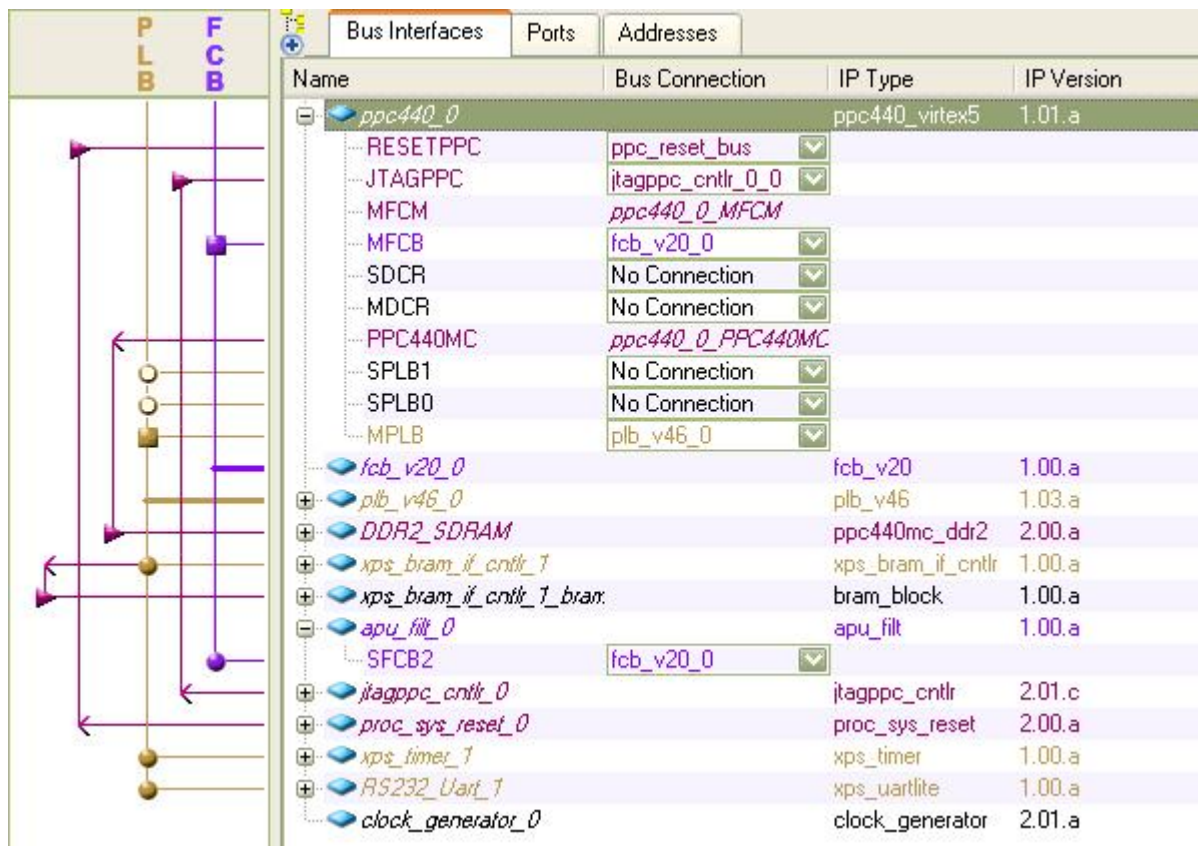 PLB FCB
Bus Interfaces Ports Addresses
Name Bus Connection IP Type IP Version
ppc440_0 ppc440_virtex5 1.01.a
RESETPPC ppc_reset_bus
JTAGPPC jtagppc_cntlr_0_0
MFCM ppc440_0_MFCM
MFCB fcb_v20_0
SDCR No Connection
MDCR No Connection
PPC440MC ppc440_0_PPC440MC
SPLB1 No Connection
SPLB0 No Connection
MPLB plb_v46_0
fcb_v20_0 fcb_v20 1.00.a
plb_v46_0 plb_v46 1.03.a
DDR2_SDRAM ppc440mc_ddr2 2.00.a
xps_bram_if_cntlr_1 xps_bram_if_cntlr 1.00.a
xps_bram_if_cntlr_1_bram bram_block 1.00.a
apu_filt_0 apu_filt 1.00.a
SFCB2 fcb_v20_0
jtagppc_cntlr_0 jtagppc_cntlr 2.01.c
proc_sys_reset_0 proc_sys_reset 2.00.a
xps_timer_1 xps_timer 1.00.a
RS232_Uart_1 xps_uartlite 1.00.a
clock_generator_0 clock_generator 2.01.a